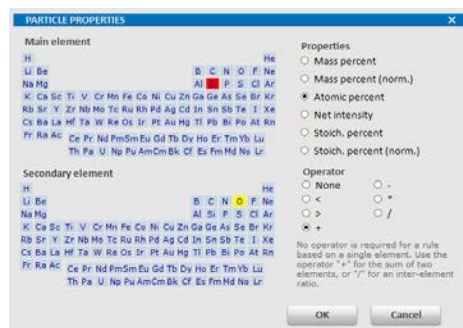 PARTICLE PROPERTIES
Main element
H He
Li Be B C N O F Ne
Na Mg Al Si P S Cl Ar
K Ca Sc Ti V Cr Mn Fe Co Ni Cu Zn Ga Ge As Se Br Kr
Rb Sr Y Zr Nb Mo Tc Ru Rh Pd Ag Cd In Sn Sb Te I Xe
Cs Ba La Hf Ta W Re Os Ir Pt Au Hg Tl Pb Bi Po At Rn
Fr Ra Ac Ce Pr Nd Pm Sm Eu Gd Tb Dy Ho Er Tm Yb Lu
Th Pa U Np Pu Am Cm Bk Cf Es Fm Md No Lr
Secondary element
H He
Li Be B C N O F Ne
Na Mg Al Si P S Cl Ar
K Ca Sc Ti V Cr Mn Fe Co Ni Cu Zn Ga Ge As Se Br Kr
Rb Sr Y Zr Nb Mo Tc Ru Rh Pd Ag Cd In Sn Sb Te I Xe
Cs Ba La Hf Ta W Re Os Ir Pt Au Hg Tl Pb Bi Po At Rn
Fr Ra Ac Ce Pr Nd Pm Sm Eu Gd Tb Dy Ho Er Tm Yb Lu
Th Pa U Np Pu Am Cm Bk Cf Es Fm Md No Lr
Properties
Mass percent
Mass percent (norm.)
Atomic percent
Net intensity
Stoich. percent
Stoich. percent (norm.)
Operator
None -
< *
> /
+
No operator is required for a rule
based on a single element. Use the
operator "+" for the sum of two
elements, or "/" for an inter-element
ratio.
OK Cancel